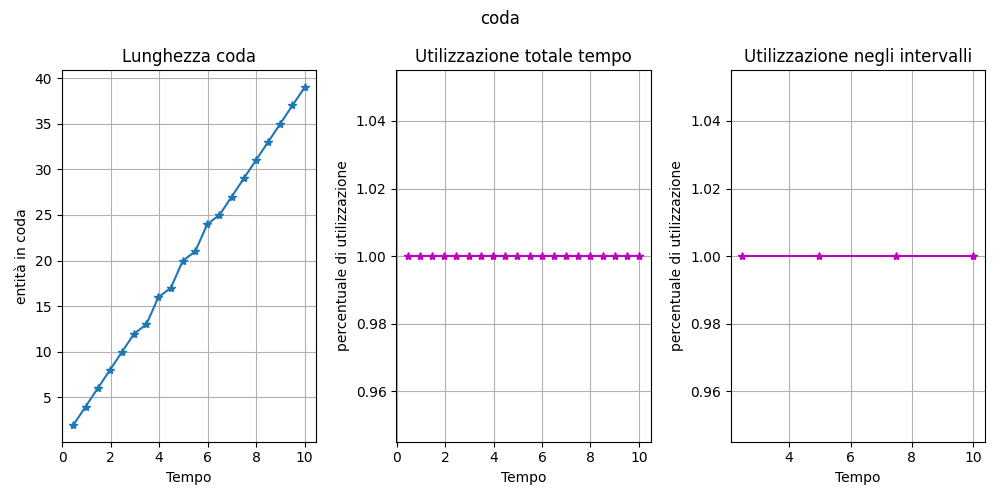 coda
Lunghezza coda
Utilizzazione totale tempo
Utilizzazione negli intervalli
entità in coda
40
35
30
25
20
15
10
5
0 2 4 6 8 10
Tempo
percentuale di utilizzazione
1.04
1.02
1.00
0.98
0.96
0 2 4 6 8 10
Tempo
percentuale di utilizzazione
1.04
1.02
1.00
0.98
0.96
4 6 8 10
Tempo